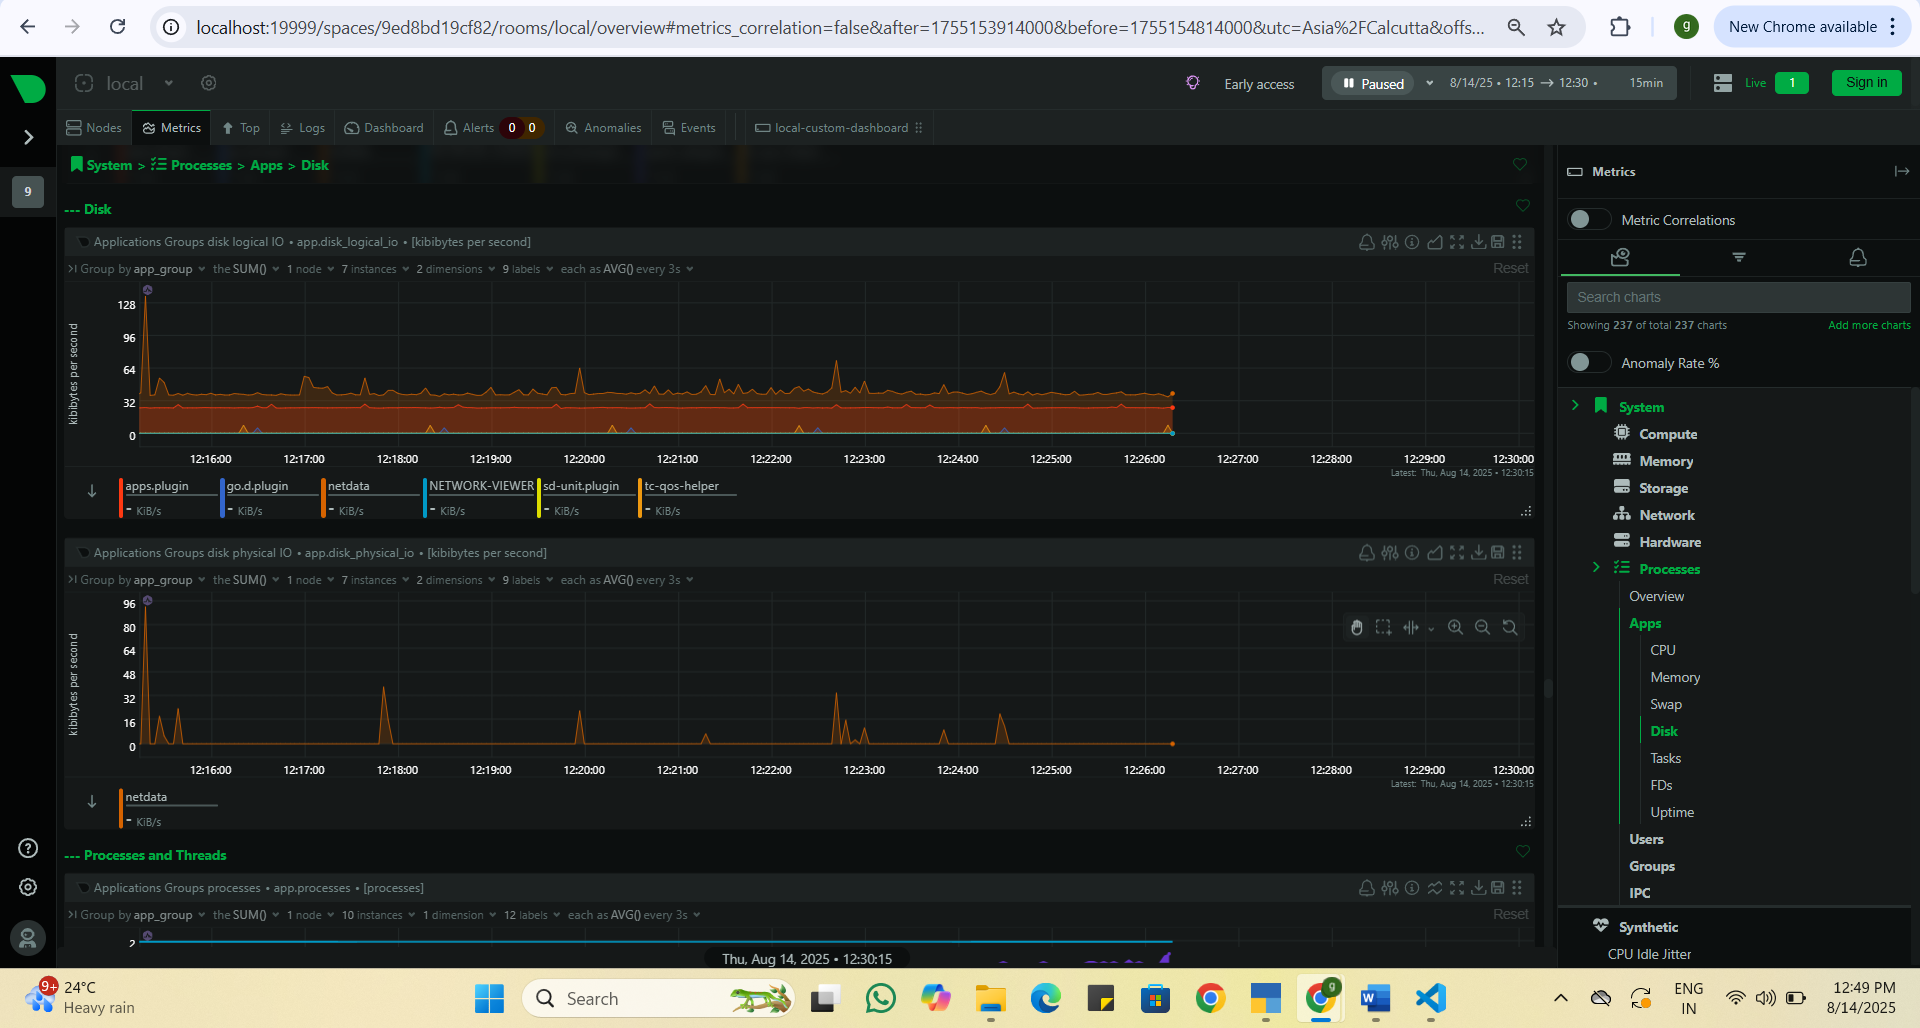 localhost:19999/spaces/9ed8bd19cf82/rooms/local/overview#metrics_correlation=false&after=1755153914000&before=1755154814000&utc=Asia%2FCalcutta&offs...
g
New Chrome available
local
Early access
Paused
8/14/25 • 12:15 → 12:30 •
15min
Live
1
Sign in
Nodes
Metrics
Top
Logs
Dashboard
Alerts
0
0
Anomalies
Events
local-custom-dashboard
9
System > Processes > Apps > Disk
--- Disk
Applications Groups disk logical IO • app.disk_logical_io • [kibibytes per second]
Group by app_group the SUM() 1 node 7 instances 2 dimensions 9 labels each as AVG() every 3s
Reset
kibibytes per second
128
96
64
32
0
12:16:00 12:17:00 12:18:00 12:19:00 12:20:00 12:21:00 12:22:00 12:23:00 12:24:00 12:25:00 12:26:00 12:27:00 12:28:00 12:29:00 12:30:00
Latest: Thu, Aug 14, 2025 • 12:30:15
apps.plugin go.d.plugin netdata NETWORK-VIEWER sd-unit.plugin tc-qos-helper
- KiB/s - KiB/s - KiB/s - KiB/s - KiB/s - KiB/s
Applications Groups disk physical IO • app.disk_physical_io • [kibibytes per second]
Group by app_group the SUM() 1 node 7 instances 2 dimensions 9 labels each as AVG() every 3s
Reset
kibibytes per second
96
80
64
48
32
16
0
12:16:00 12:17:00 12:18:00 12:19:00 12:20:00 12:21:00 12:22:00 12:23:00 12:24:00 12:25:00 12:26:00 12:27:00 12:28:00 12:29:00 12:30:00
Latest: Thu, Aug 14, 2025 • 12:30:15
netdata
- KiB/s
--- Processes and Threads
Applications Groups processes • app.processes • [processes]
Group by app_group the SUM() 1 node 10 instances 1 dimension 12 labels each as AVG() every 3s
Reset
2
Thu, Aug 14, 2025 • 12:30:15
Metrics
Metric Correlations
Search charts
Showing 237 of total 237 charts
Add more charts
Anomaly Rate %
System
Compute
Memory
Storage
Network
Hardware
Processes
Overview
Apps
CPU
Memory
Swap
Disk
Tasks
FDs
Uptime
Users
Groups
IPC
Synthetic
CPU Idle Jitter
9+
24°C
Heavy rain
Search
g
ENG
IN
12:49 PM
8/14/2025